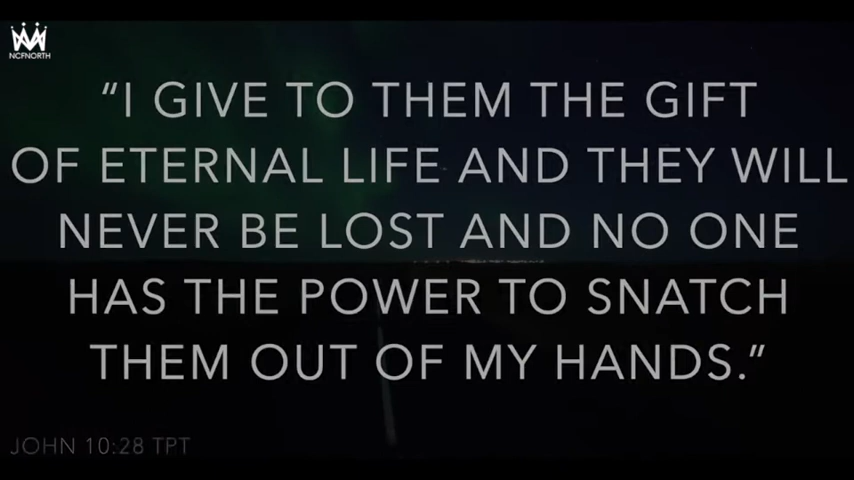 NCFNORTH
“I GIVE TO THEM THE GIFT
OF ETERNAL LIFE AND THEY WILL
NEVER BE LOST AND NO ONE
HAS THE POWER TO SNATCH
THEM OUT OF MY HANDS.”
JOHN 10:28 TPT